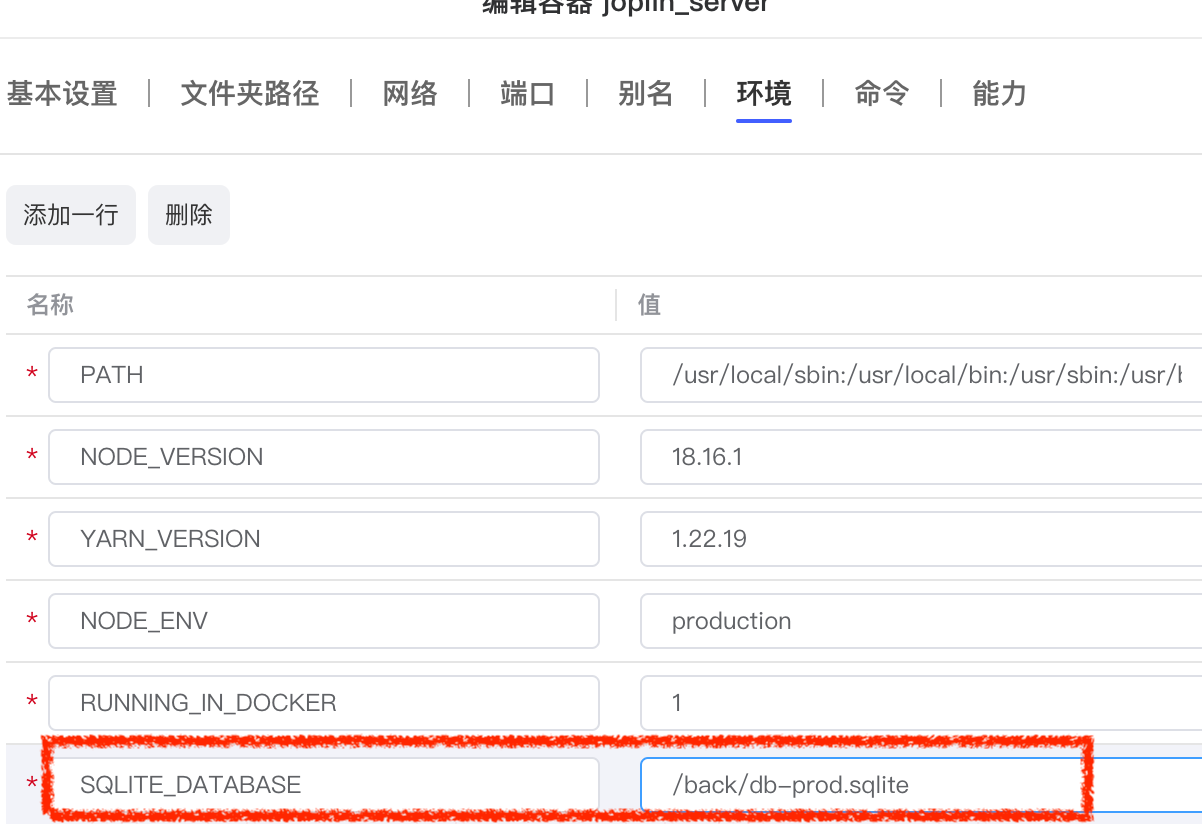 编辑容器 joplin_server
基本设置 | 文件夹路径 | 网络 | 端口 | 别名 | 环境 | 命令 | 能力
添加一行 删除
名称 值
* PATH /usr/local/sbin:/usr/local/bin:/usr/sbin:/usr/
* NODE_VERSION 18.16.1
* YARN_VERSION 1.22.19
* NODE_ENV production
* RUNNING_IN_DOCKER 1
* SQLITE_DATABASE /back/db-prod.sqlite